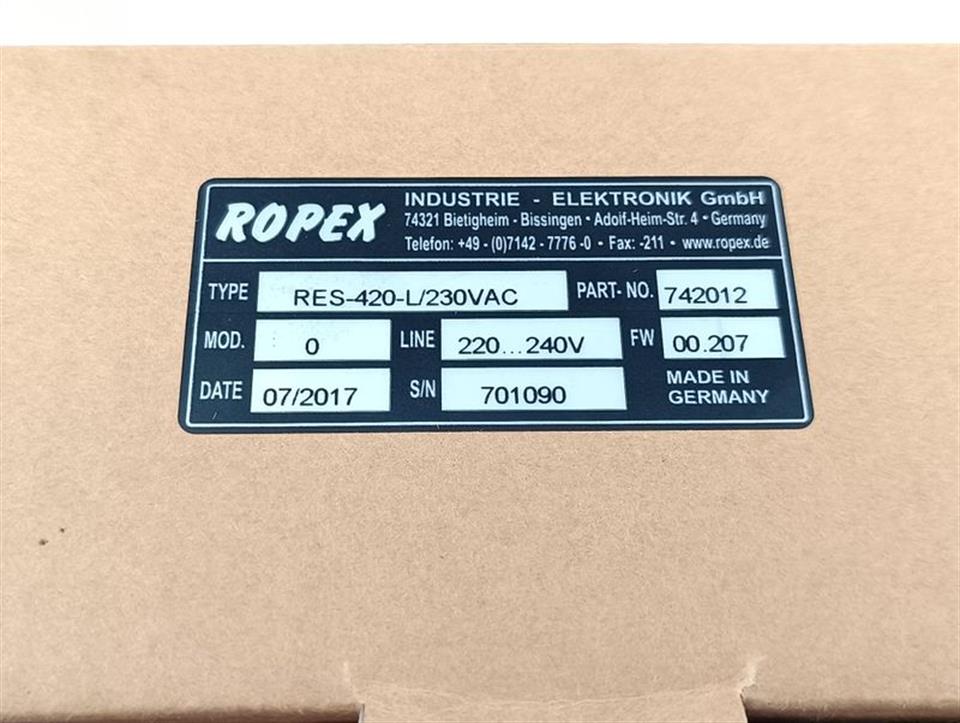 ROPEX
INDUSTRIE - ELEKTRONIK GmbH
74321 Bietigheim - Bissingen • Adolf-Heim-Str. 4 • Germany
Telefon: +49 - (0)7142 - 7776 -0 • Fax: -211 • www.ropex.de
TYPE RES-420-L/230VAC PART- NO. 742012
MOD. 0 LINE 220...240V FW 00.207
DATE 07/2017 S/N 701090 MADE IN
GERMANY